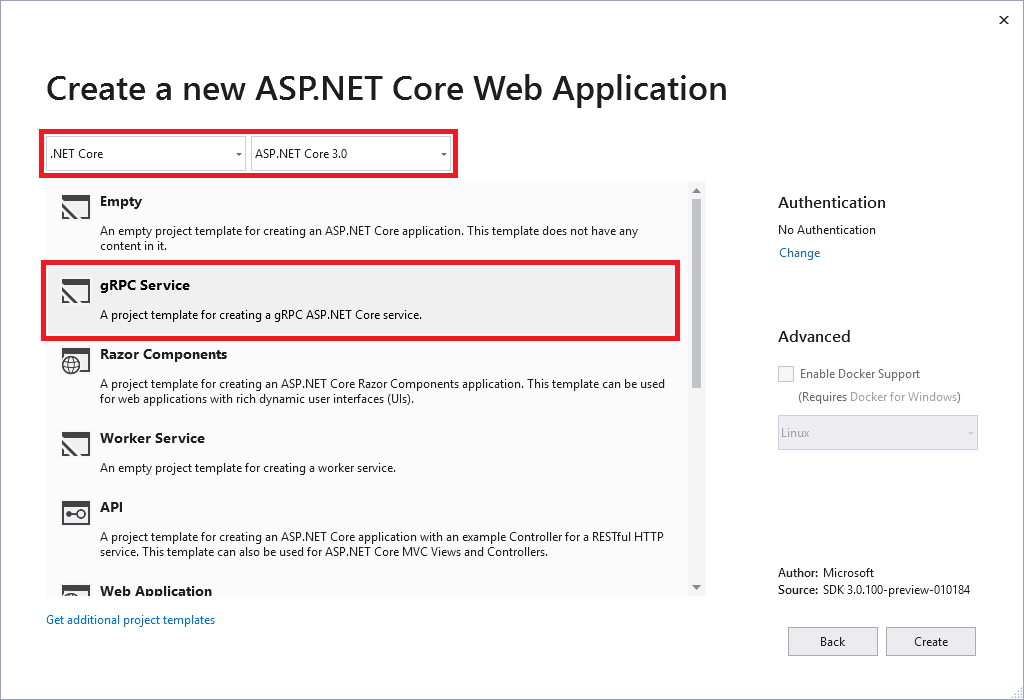 Create a new ASP.NET Core Web Application
.NET Core
ASP.NET Core 3.0
Empty
An empty project template for creating an ASP.NET Core application. This template does not have any
content in it.
gRPC Service
A project template for creating a gRPC ASP.NET Core service.
Razor Components
A project template for creating an ASP.NET Core Razor Components application. This template can be used
for web applications with rich dynamic user interfaces (UIs).
Worker Service
An empty project template for creating a worker service.
API
A project template for creating an ASP.NET Core application with an example Controller for a RESTful HTTP
service. This template can also be used for ASP.NET Core MVC Views and Controllers.
Web Application
Get additional project templates
Authentication
No Authentication
Change
Advanced
Enable Docker Support
(Requires Docker for Windows)
Linux
Author: Microsoft
Source: SDK 3.0.100-preview-010184
Back
Create